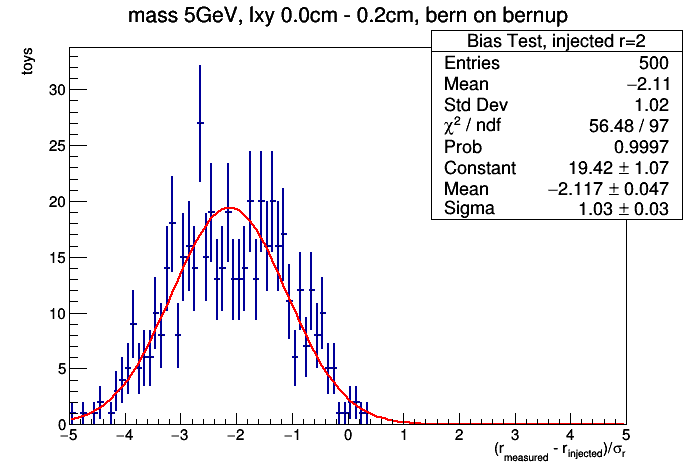 mass 5GeV, lxy 0.0cm - 0.2cm, bern on bernup
toys
Bias Test, injected r=2
Entries 500
Mean −2.11
Std Dev 1.02
χ² / ndf 56.48 / 97
Prob 0.9997
Constant 19.42 ± 1.07
Mean −2.117 ± 0.047
Sigma 1.03 ± 0.03
30
25
20
15
10
5
0
−5 −4 −3 −2 −1 0 1 2 3 4 5
(r_measured - r_injected)/σ_r